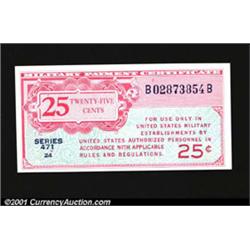 MILITARY PAYMENT CERTIFICATE
B02873854B
25 TWENTY-FIVE CENTS
FOR USE ONLY IN
UNITED STATES MILITARY
ESTABLISHMENTS BY
SERIES 471 24
UNITED STATES AUTHORIZED PERSONNEL IN
ACCORDANCE WITH APPLICABLE
RULES AND REGULATIONS.
25¢
©2001 CurrencyAuction.com